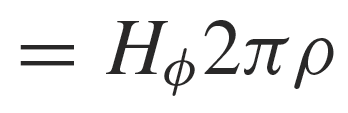 = H_ϕ 2πρ